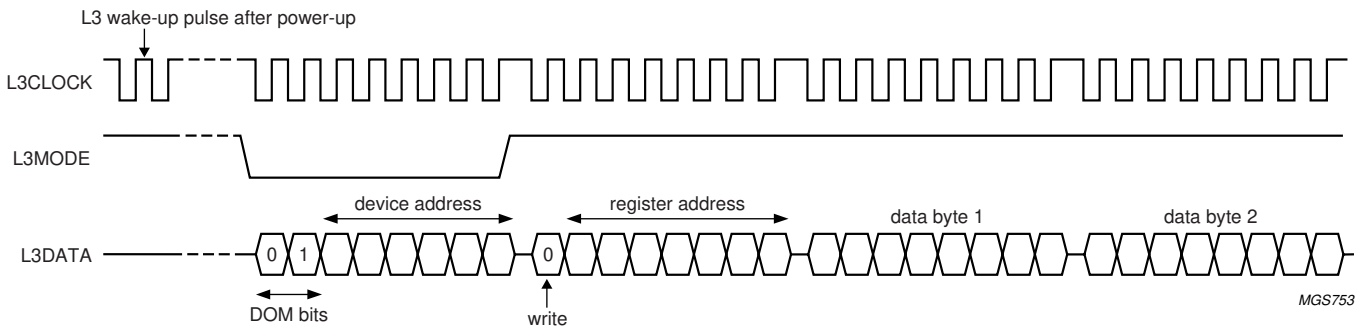 L3 wake-up pulse after power-up
L3CLOCK
L3MODE
device address
register address
data byte 1
data byte 2
L3DATA
0
1
0
DOM bits
write
MGS753